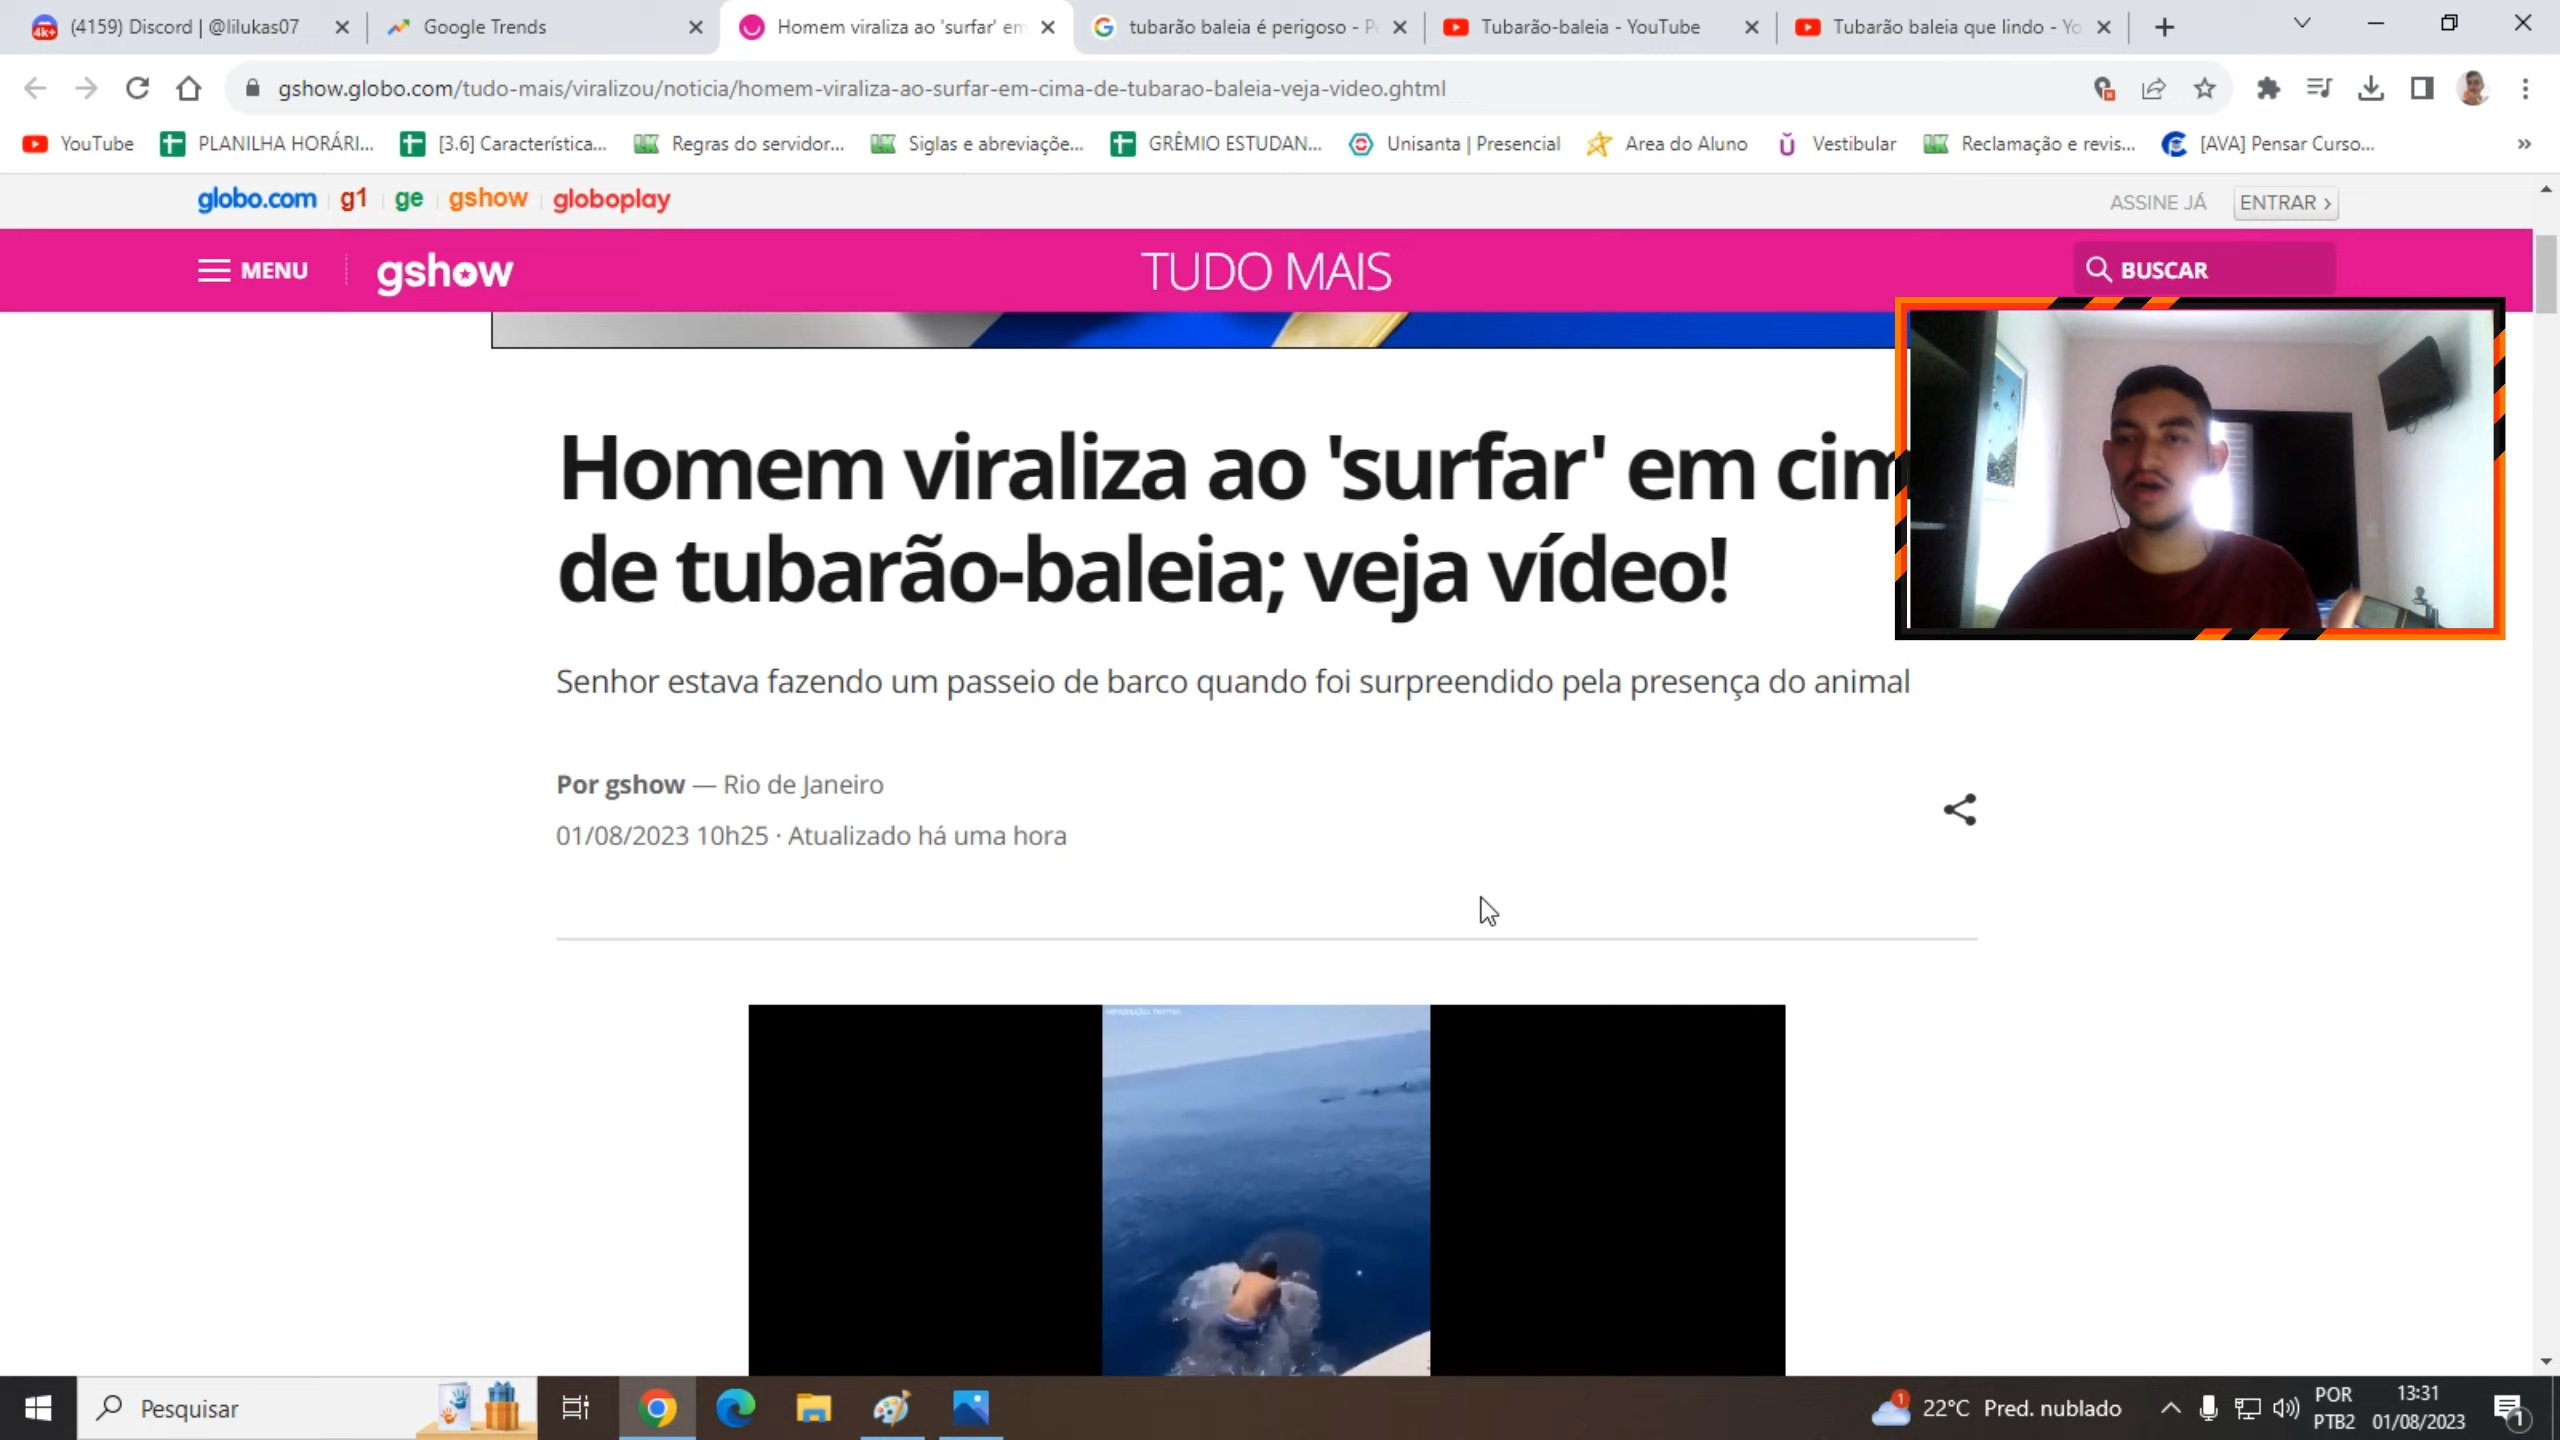 (4159) Discord | @lilukas07
Google Trends
Homem viraliza ao 'surfar' em
tubarão baleia é perigoso - P
Tubarão-baleia - YouTube
Tubarão baleia que lindo - Yo
gshow.globo.com/tudo-mais/viralizou/noticia/homem-viraliza-ao-surfar-em-cima-de-tubarao-baleia-veja-video.ghtml
YouTube
PLANILHA HORÁRI...
[3.6] Característica...
Regras do servidor...
Siglas e abreviaçõe...
GRÊMIO ESTUDAN...
Unisanta | Presencial
Area do Aluno
Vestibular
Reclamação e revis...
[AVA] Pensar Curso...
globo.com g1 ge gshow globoplay
ASSINE JÁ
ENTRAR >
MENU
gshow
TUDO MAIS
BUSCAR
Homem viraliza ao 'surfar' em cim
de tubarão-baleia; veja vídeo!
Senhor estava fazendo um passeio de barco quando foi surpreendido pela presença do animal
Por gshow — Rio de Janeiro
01/08/2023 10h25 · Atualizado há uma hora
Pesquisar
1
22°C Pred. nublado
POR
PTB2
13:31
01/08/2023
1